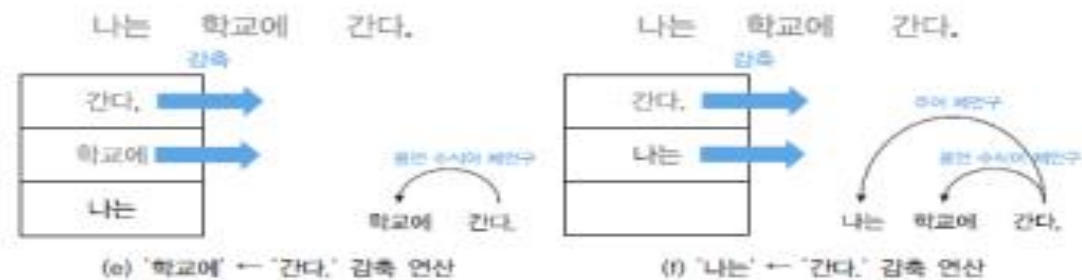 나는 학교에 간다.
감축
간다.
학교에
나는
용언 수식어 체언구
학교에 간다.
(e) '학교에' ← '간다.' 감축 연산
나는 학교에 간다.
감축
간다.
나는
주어 체언구
용언 수식어 체언구
나는 학교에 간다.
(f) '나는' ← '간다.' 감축 연산